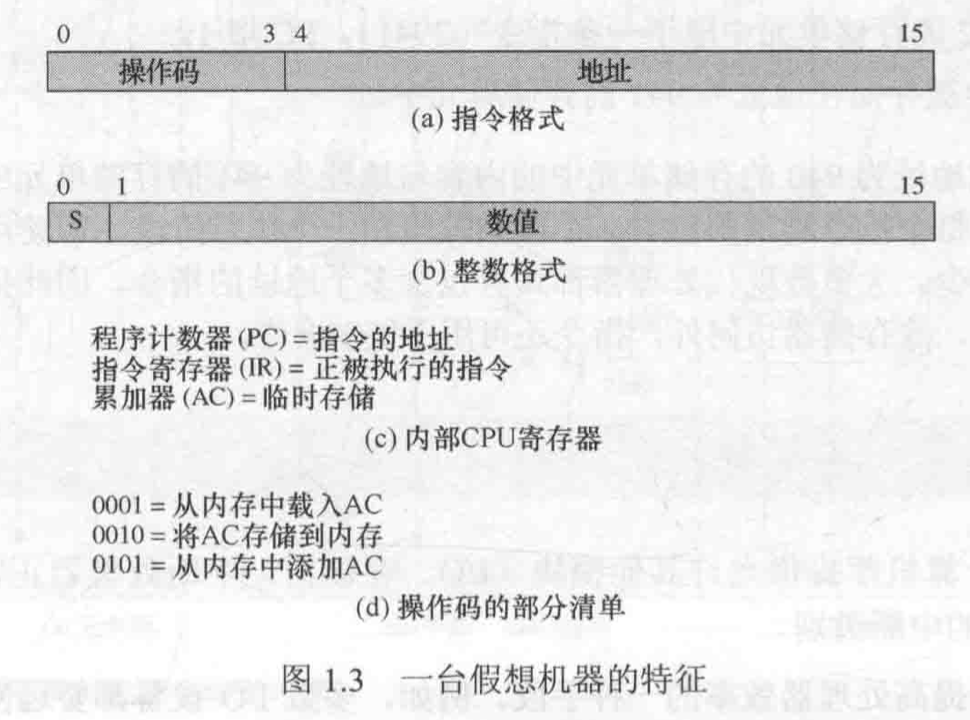 0 3 4 15
操作码 地址
(a) 指令格式
0 1 15
S 数值
(b) 整数格式
程序计数器 (PC) = 指令的地址
指令寄存器 (IR) = 正被执行的指令
累加器 (AC) = 临时存储
(c) 内部CPU寄存器
0001 = 从内存中载入AC
0010 = 将AC存储到内存
0101 = 从内存中添加AC
(d) 操作码的部分清单
图 1.3 一台假想机器的特征